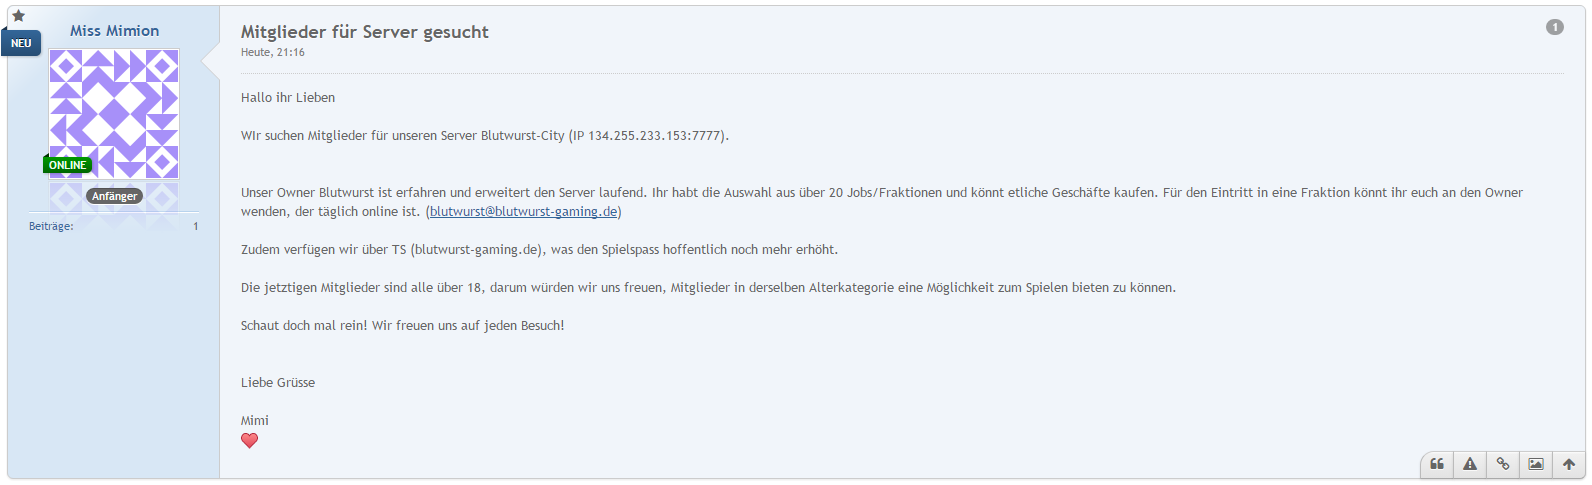 Miss Mimion
NEU
ONLINE
Anfänger
Beiträge: 1
Mitglieder für Server gesucht
1
Heute, 21:16
Hallo ihr Lieben
WIr suchen Mitglieder für unseren Server Blutwurst-City (IP 134.255.233.153:7777).
Unser Owner Blutwurst ist erfahren und erweitert den Server laufend. Ihr habt die Auswahl aus über 20 Jobs/Fraktionen und könnt etliche Geschäfte kaufen. Für den Eintritt in eine Fraktion könnt ihr euch an den Owner
wenden, der täglich online ist. (blutwurst@blutwurst-gaming.de)
Zudem verfügen wir über TS (blutwurst-gaming.de), was den Spielspass hoffentlich noch mehr erhöht.
Die jetztigen Mitglieder sind alle über 18, darum würden wir uns freuen, Mitglieder in derselben Alterkategorie eine Möglichkeit zum Spielen bieten zu können.
Schaut doch mal rein! Wir freuen uns auf jeden Besuch!
Liebe Grüsse
Mimi